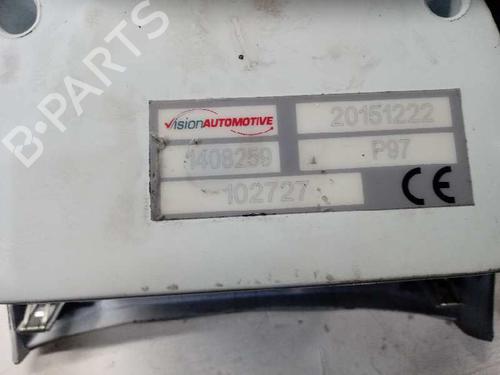 VisionAUTOMOTIVE
20151222
1408259
P97
102727
CE
B-PARTS